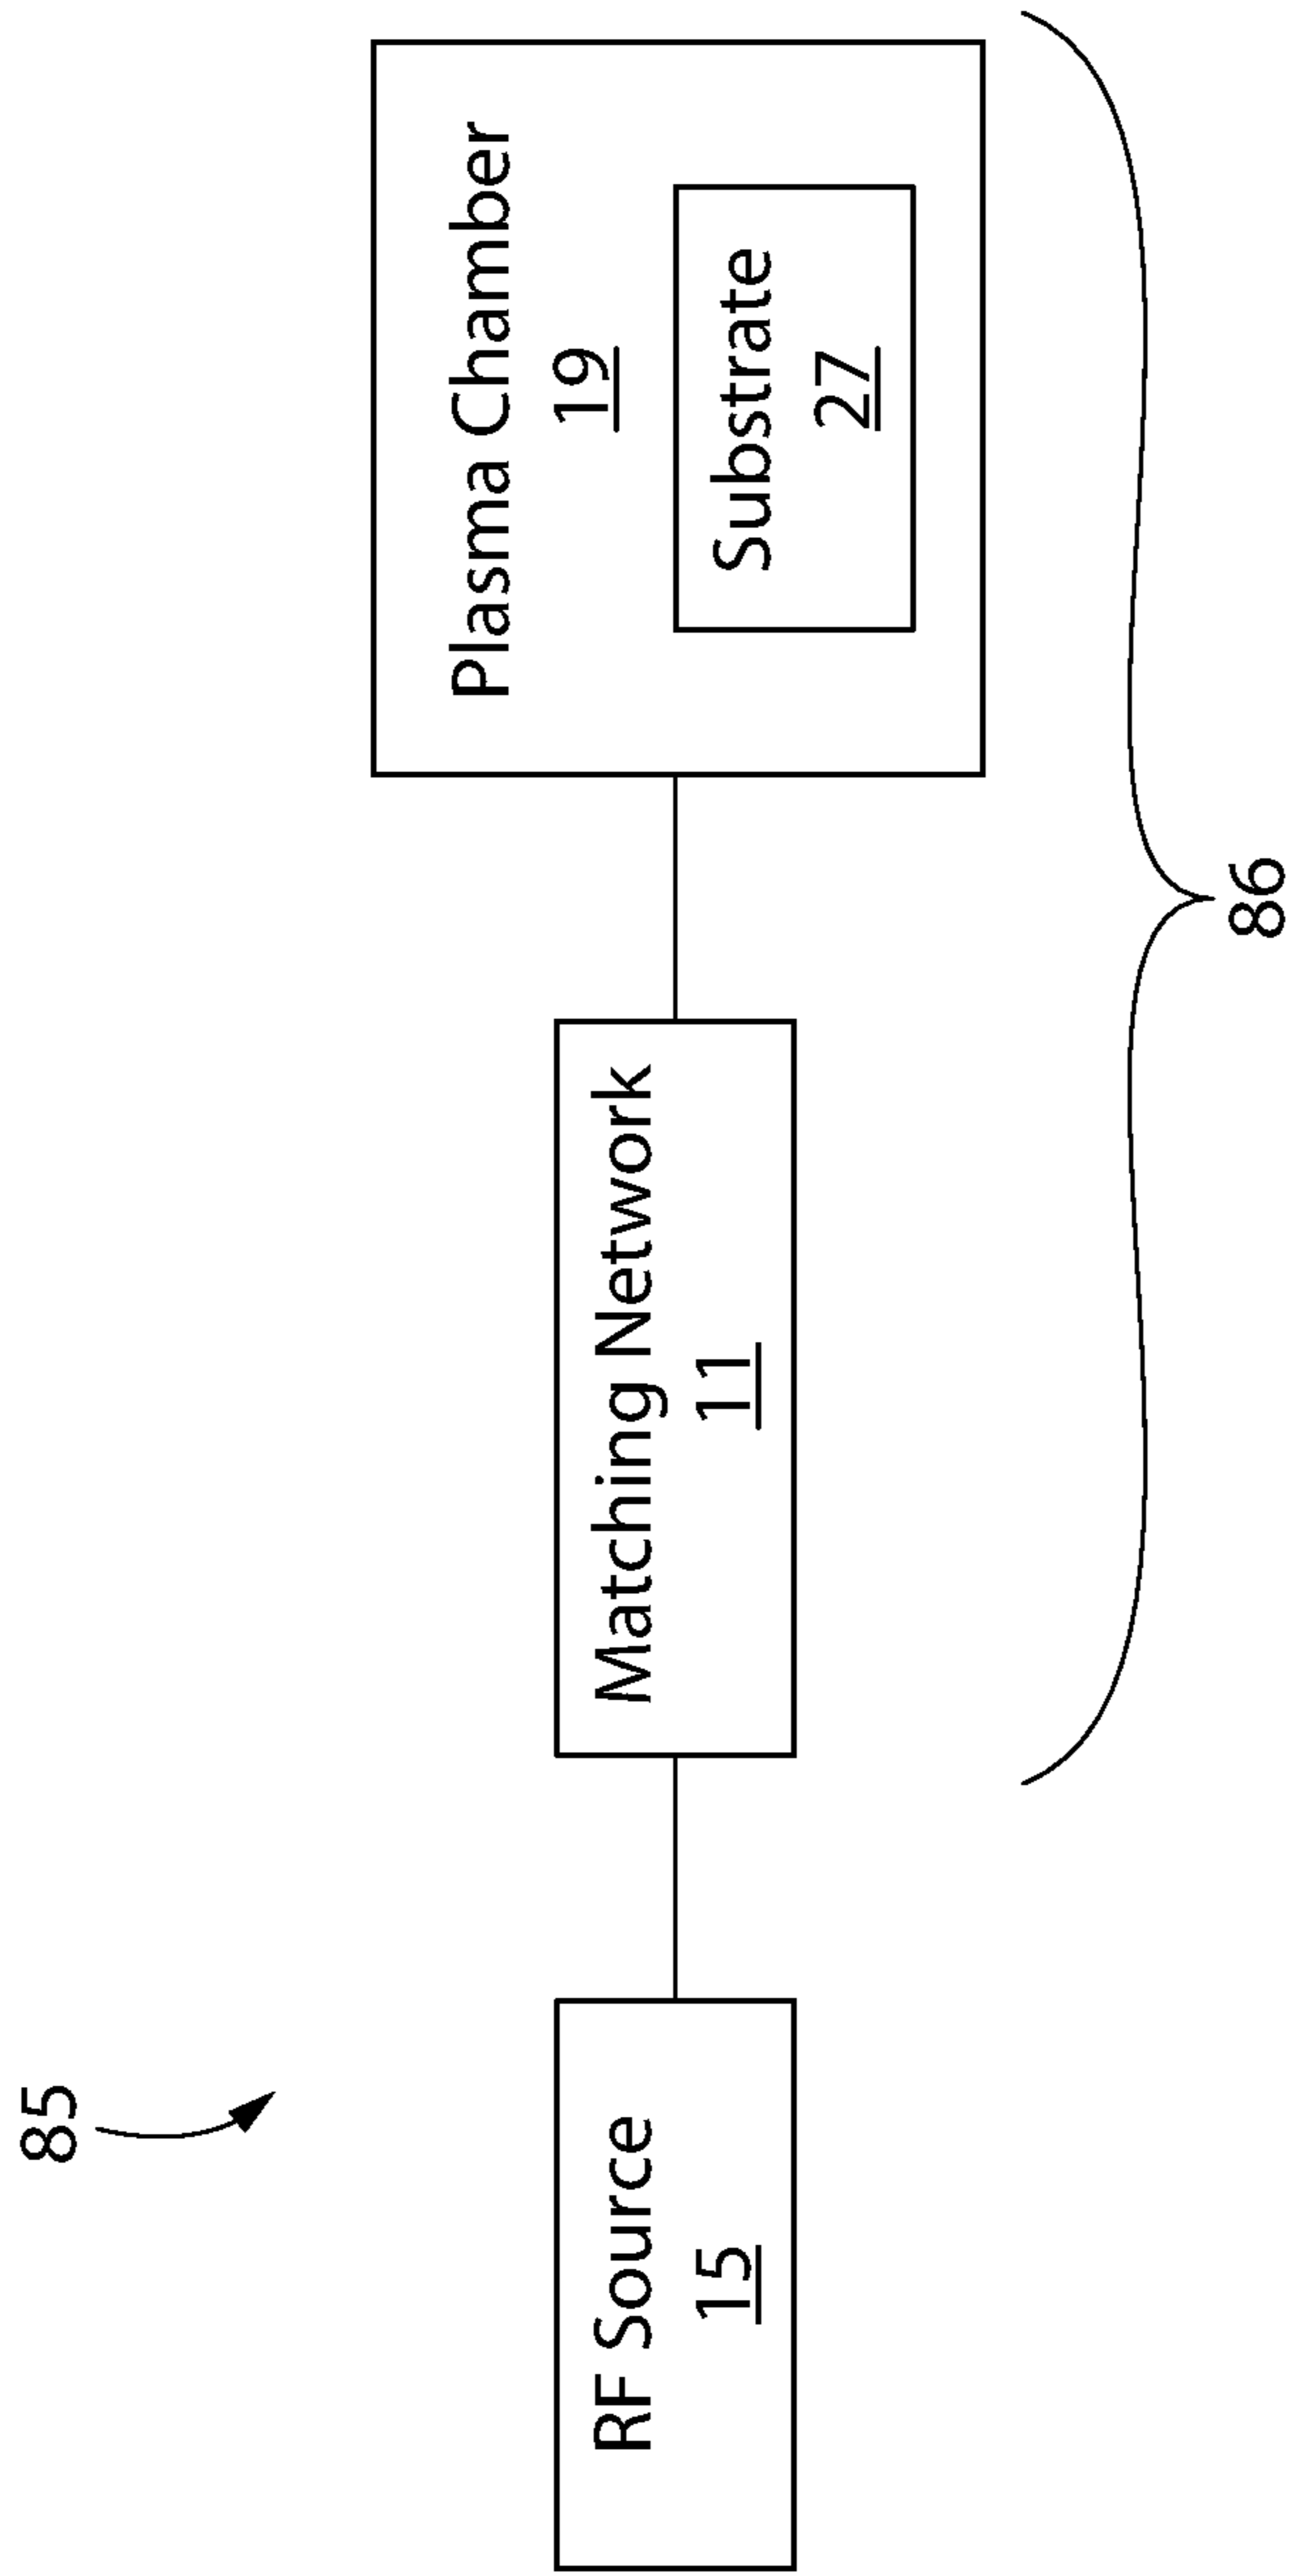 85
RF Source
15
Matching Network
11
Plasma Chamber
19
Substrate
27
86